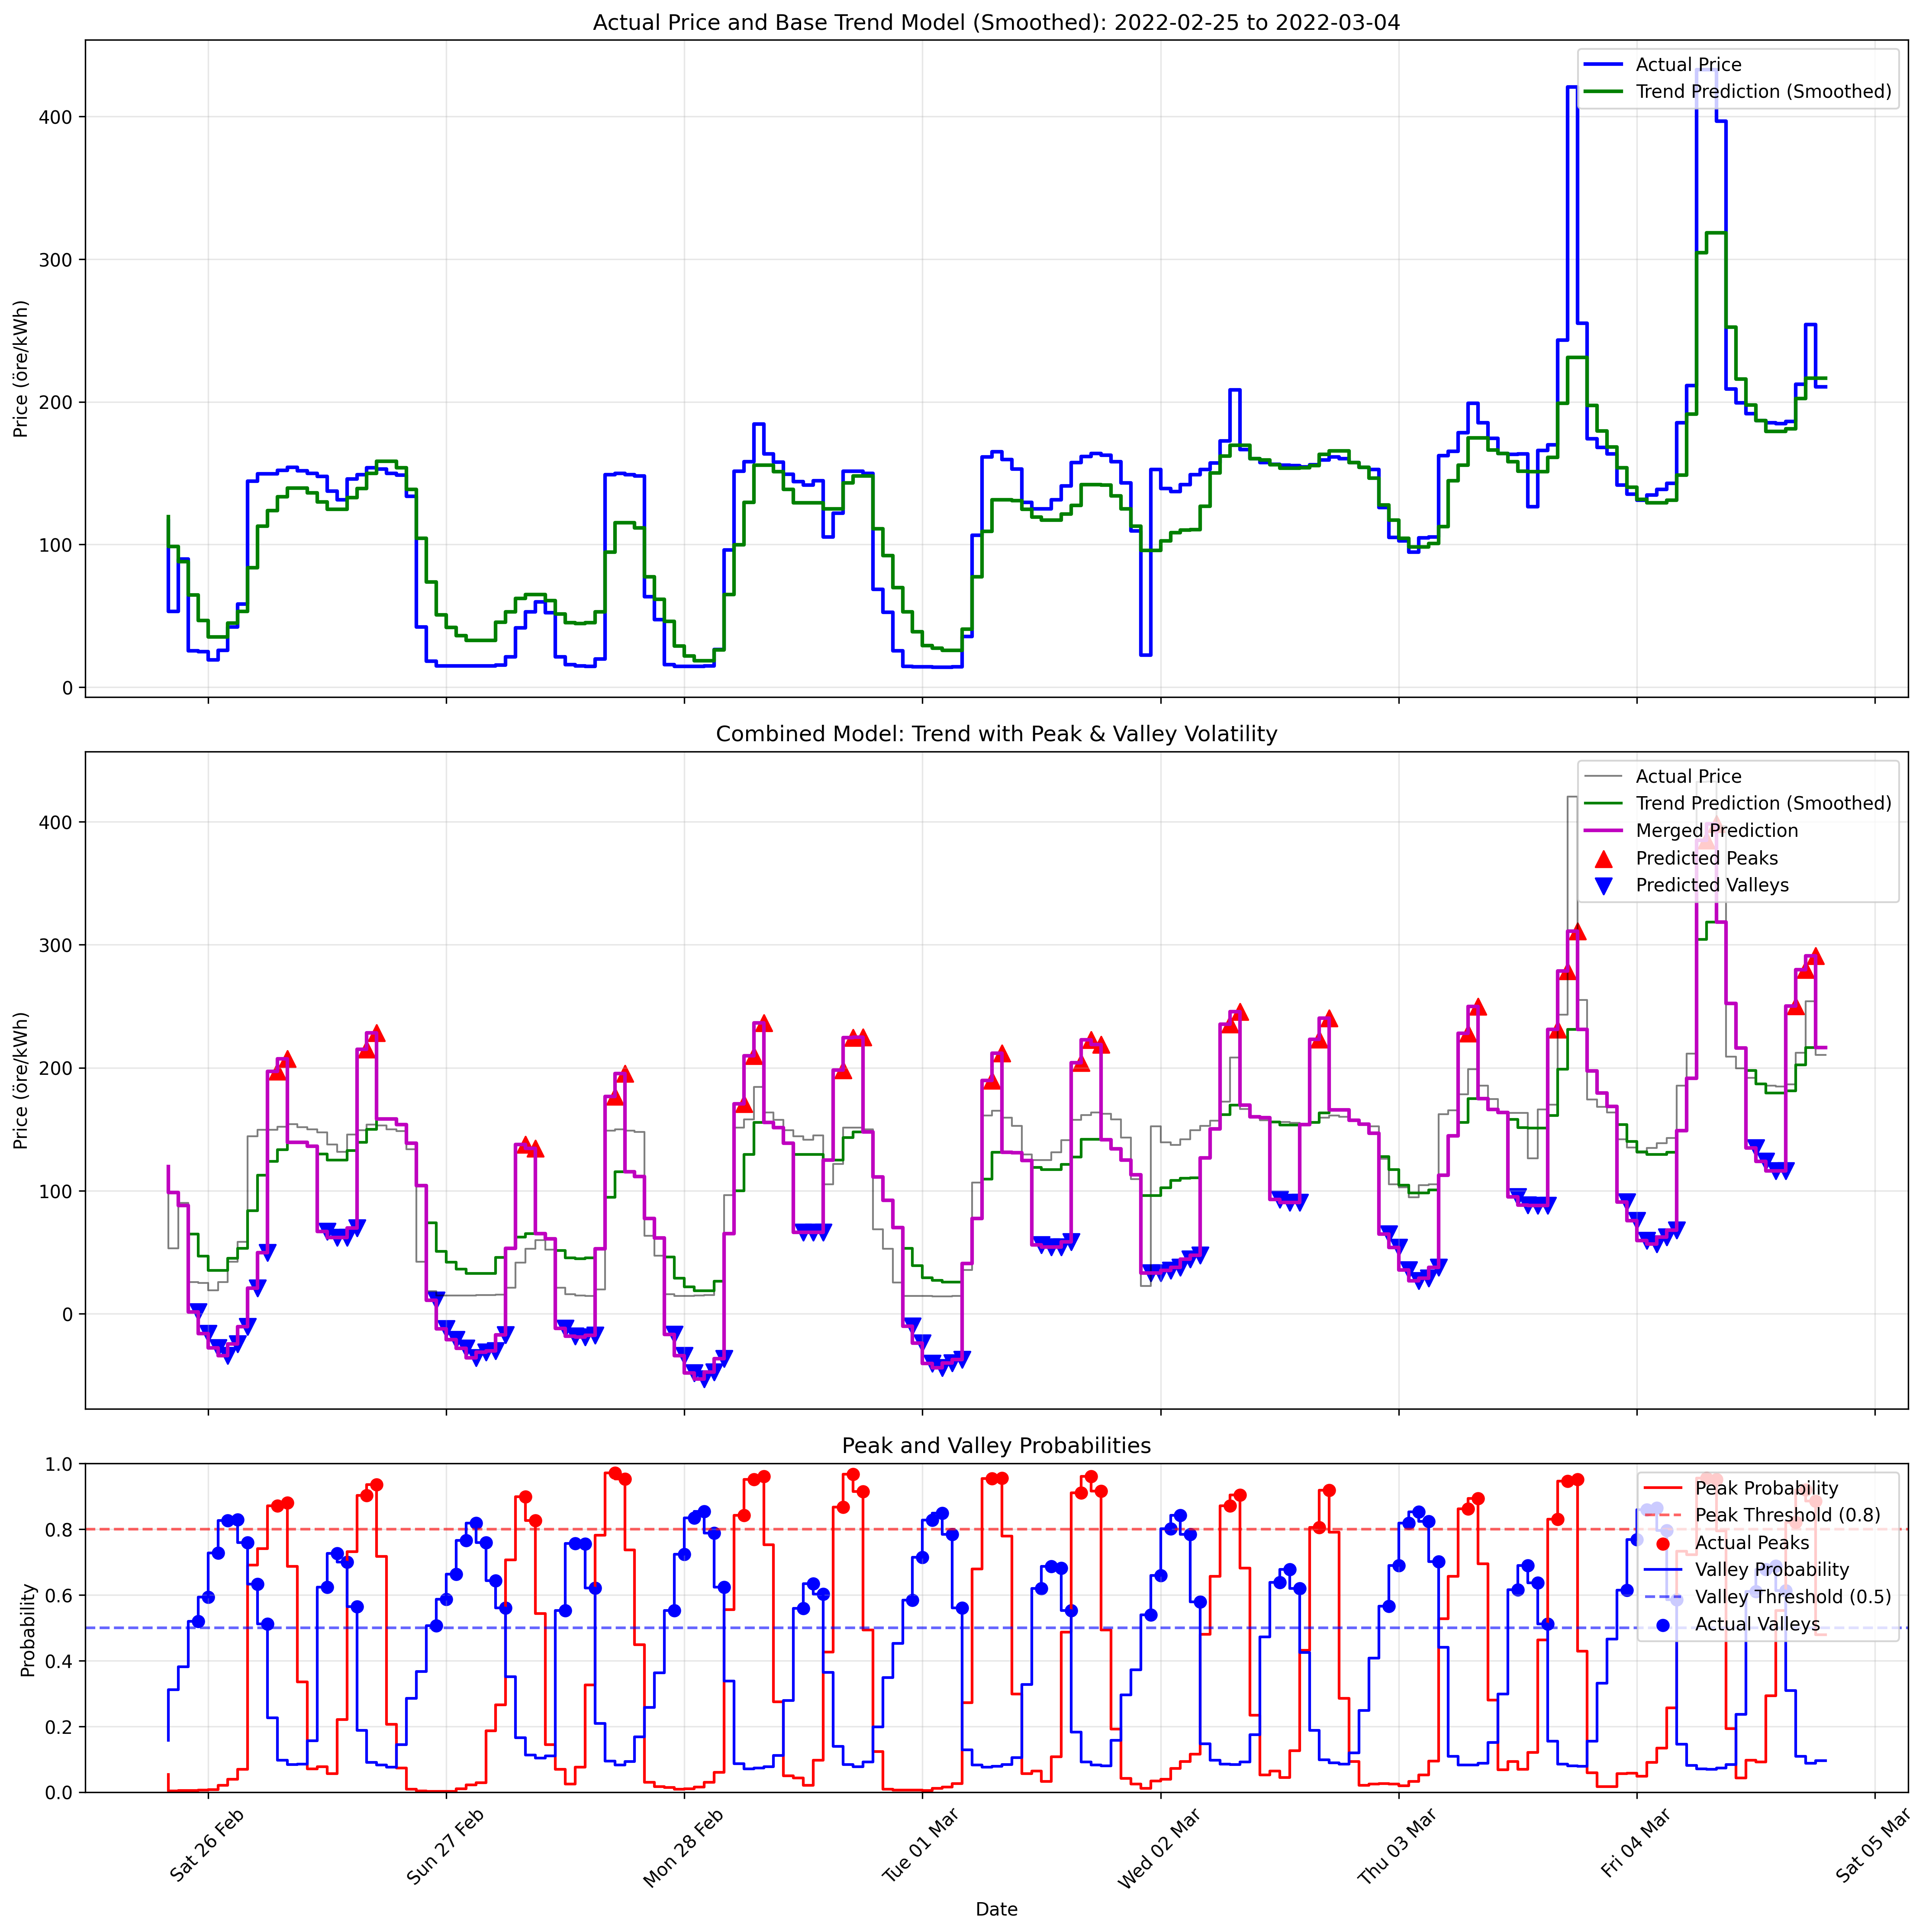 Actual Price and Base Trend Model (Smoothed): 2022-02-25 to 2022-03-04
Price (öre/kWh)
400
300
200
100
0
Actual Price
Trend Prediction (Smoothed)
Combined Model: Trend with Peak & Valley Volatility
Price (öre/kWh)
400
300
200
100
0
Actual Price
Trend Prediction (Smoothed)
Merged Prediction
Predicted Peaks
Predicted Valleys
Peak and Valley Probabilities
Probability
1.0
0.8
0.6
0.4
0.2
0.0
Peak Probability
Peak Threshold (0.8)
Actual Peaks
Valley Probability
Valley Threshold (0.5)
Actual Valleys
Sat 26 Feb
Sun 27 Feb
Mon 28 Feb
Tue 01 Mar
Wed 02 Mar
Thu 03 Mar
Fri 04 Mar
Sat 05 Mar
Date